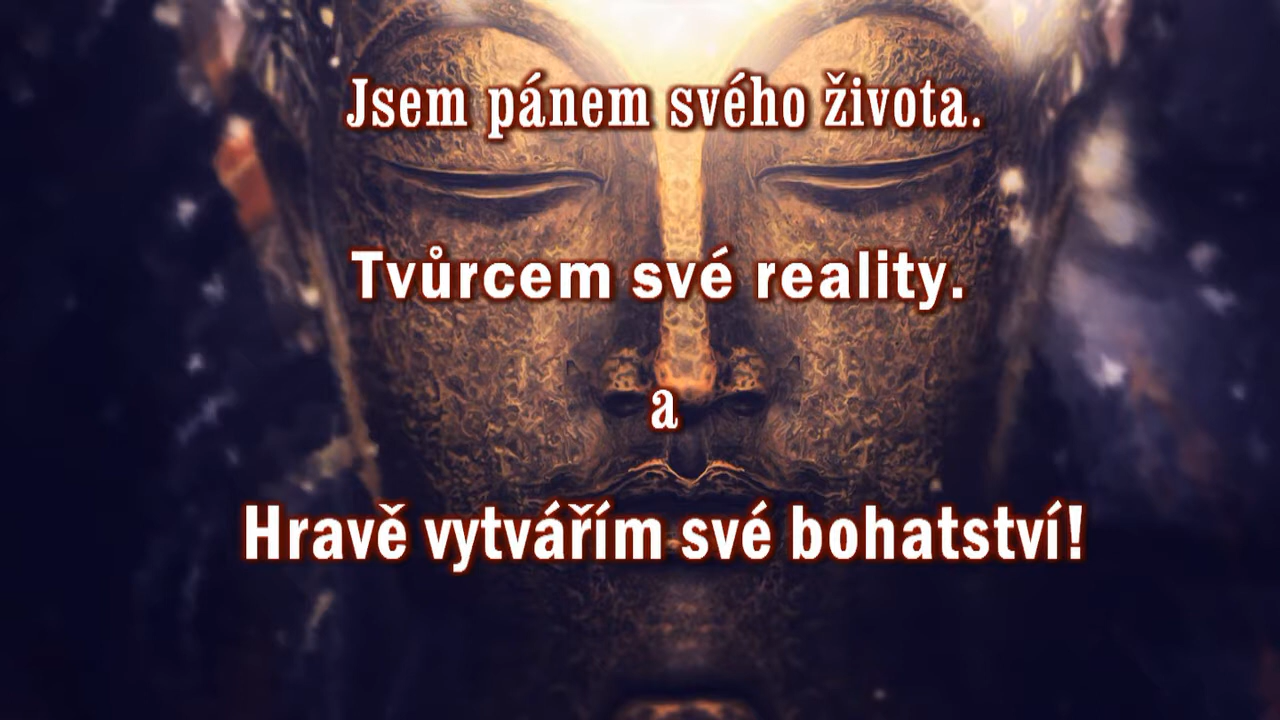 Jsem pánem svého života.
Tvůrcem své reality.
a
Hravě vytvářím své bohatství!